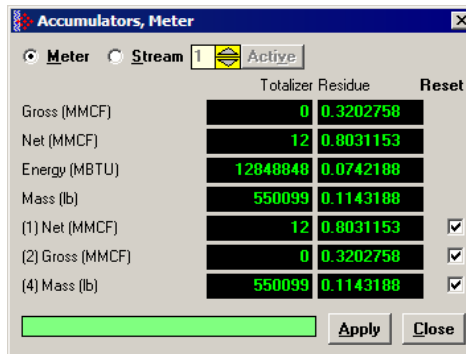 Accumulators, Meter
Meter Stream 1 Active
Totalizer Residue Reset
Gross (MMCF) 0 0.3202758
Net (MMCF) 12 0.8031153
Energy (MBTU) 12848848 0.0742188
Mass (lb) 550099 0.1143188
(1) Net (MMCF) 12 0.8031153
(2) Gross (MMCF) 0 0.3202758
(4) Mass (lb) 550099 0.1143188
Apply Close